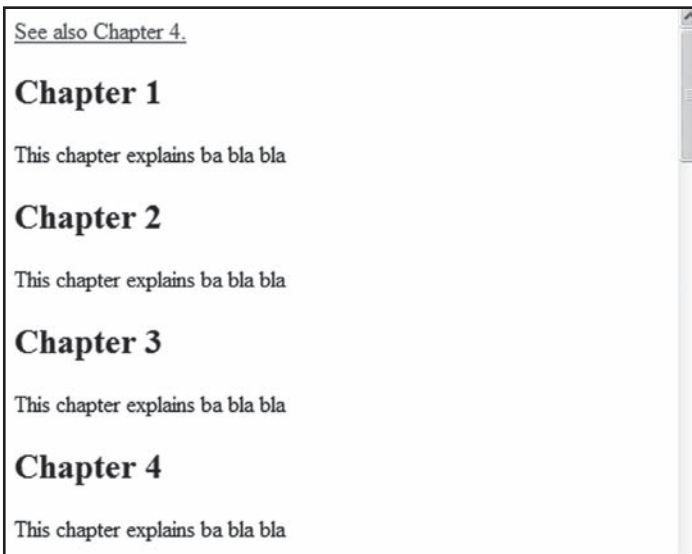 See also Chapter 4.
Chapter 1
This chapter explains ba bla bla
Chapter 2
This chapter explains ba bla bla
Chapter 3
This chapter explains ba bla bla
Chapter 4
This chapter explains ba bla bla